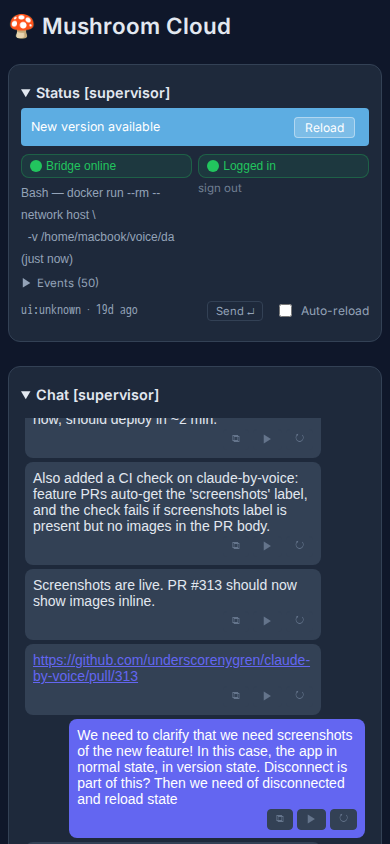 🍄 Mushroom Cloud
▼ Status [supervisor]
New version available Reload
Bridge online Logged in
Bash — docker run --rm -- sign out
network host \
-v /home/macbook/voice/da
(just now)
▶ Events (50)
ui:unknown · 19d ago Send ↵ Auto-reload
▼ Chat [supervisor]
now, should deploy in ~2 min.
Also added a CI check on claude-by-voice:
feature PRs auto-get the 'screenshots' label,
and the check fails if screenshots label is
present but no images in the PR body.
Screenshots are live. PR #313 should now
show images inline.
https://github.com/underscorenygren/claude-
by-voice/pull/313
We need to clarify that we need screenshots
of the new feature! In this case, the app in
normal state, in version state. Disconnect is
part of this? Then we need of disconnected
and reload state